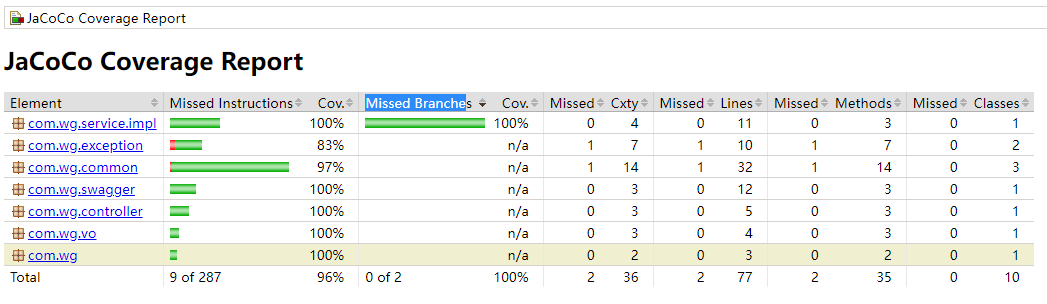 JaCoCo Coverage Report
JaCoCo Coverage Report
Element Missed Instructions Cov. Missed Branches Cov. Missed Cxty Missed Lines Missed Methods Missed Classes
com.wg.service.impl 100% 100% 0 4 0 11 0 3 0 1
com.wg.exception 83% n/a 1 7 1 10 1 7 0 2
com.wg.common 97% n/a 1 14 1 32 1 14 0 3
com.wg.swagger 100% n/a 0 3 0 12 0 3 0 1
com.wg.controller 100% n/a 0 3 0 5 0 3 0 1
com.wg.vo 100% n/a 0 3 0 4 0 3 0 1
com.wg 100% n/a 0 2 0 3 0 2 0 1
Total 9 of 287 96% 0 of 2 100% 2 36 2 77 2 35 0 10